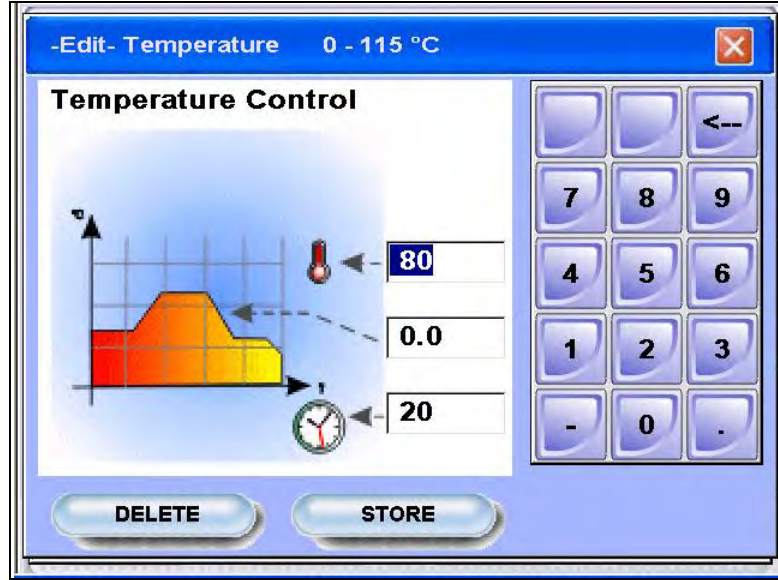 -Edit- Temperature 0 - 115 °C
Temperature Control
<--
7 8 9
80
4 5 6
0.0
1 2 3
20
- 0 .
DELETE STORE